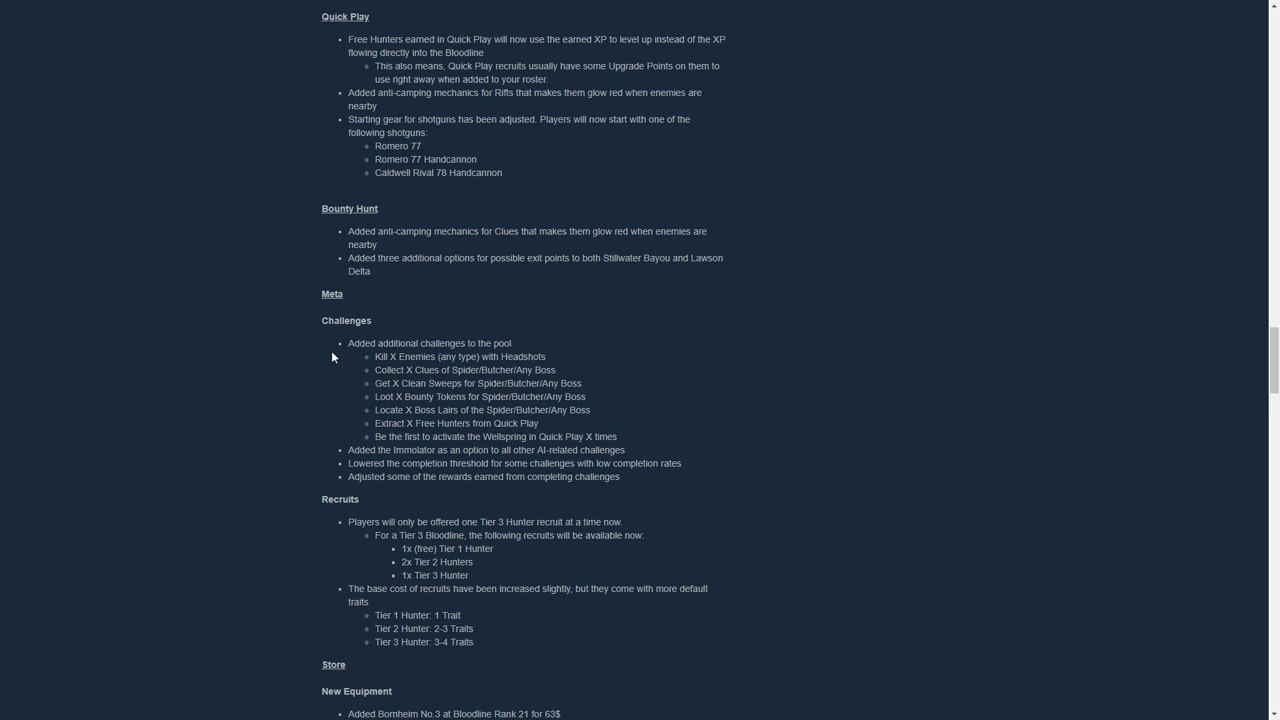 Quick Play
Free Hunters earned in Quick Play will now use the earned XP to level up instead of the XP
flowing directly into the Bloodline
This also means, Quick Play recruits usually have some Upgrade Points on them to
use right away when added to your roster.
Added anti-camping mechanics for Rifts that makes them glow red when enemies are
nearby
Starting gear for shotguns has been adjusted. Players will now start with one of the
following shotguns:
Romero 77
Romero 77 Handcannon
Caldwell Rival 78 Handcannon
Bounty Hunt
Added anti-camping mechanics for Clues that makes them glow red when enemies are
nearby
Added three additional options for possible exit points to both Stillwater Bayou and Lawson
Delta
Meta
Challenges
Added additional challenges to the pool
Kill X Enemies (any type) with Headshots
Collect X Clues of Spider/Butcher/Any Boss
Get X Clean Sweeps for Spider/Butcher/Any Boss
Loot X Bounty Tokens for Spider/Butcher/Any Boss
Locate X Boss Lairs of the Spider/Butcher/Any Boss
Extract X Free Hunters from Quick Play
Be the first to activate the Wellspring in Quick Play X times
Added the Immolator as an option to all other AI-related challenges
Lowered the completion threshold for some challenges with low completion rates
Adjusted some of the rewards earned from completing challenges
Recruits
Players will only be offered one Tier 3 Hunter recruit at a time now.
For a Tier 3 Bloodline, the following recruits will be available now:
1x (free) Tier 1 Hunter
2x Tier 2 Hunters
1x Tier 3 Hunter
The base cost of recruits have been increased slightly, but they come with more default
traits
Tier 1 Hunter: 1 Trait
Tier 2 Hunter: 2-3 Traits
Tier 3 Hunter: 3-4 Traits
Store
New Equipment
Added Bornheim No.3 at Bloodline Rank 21 for 63$